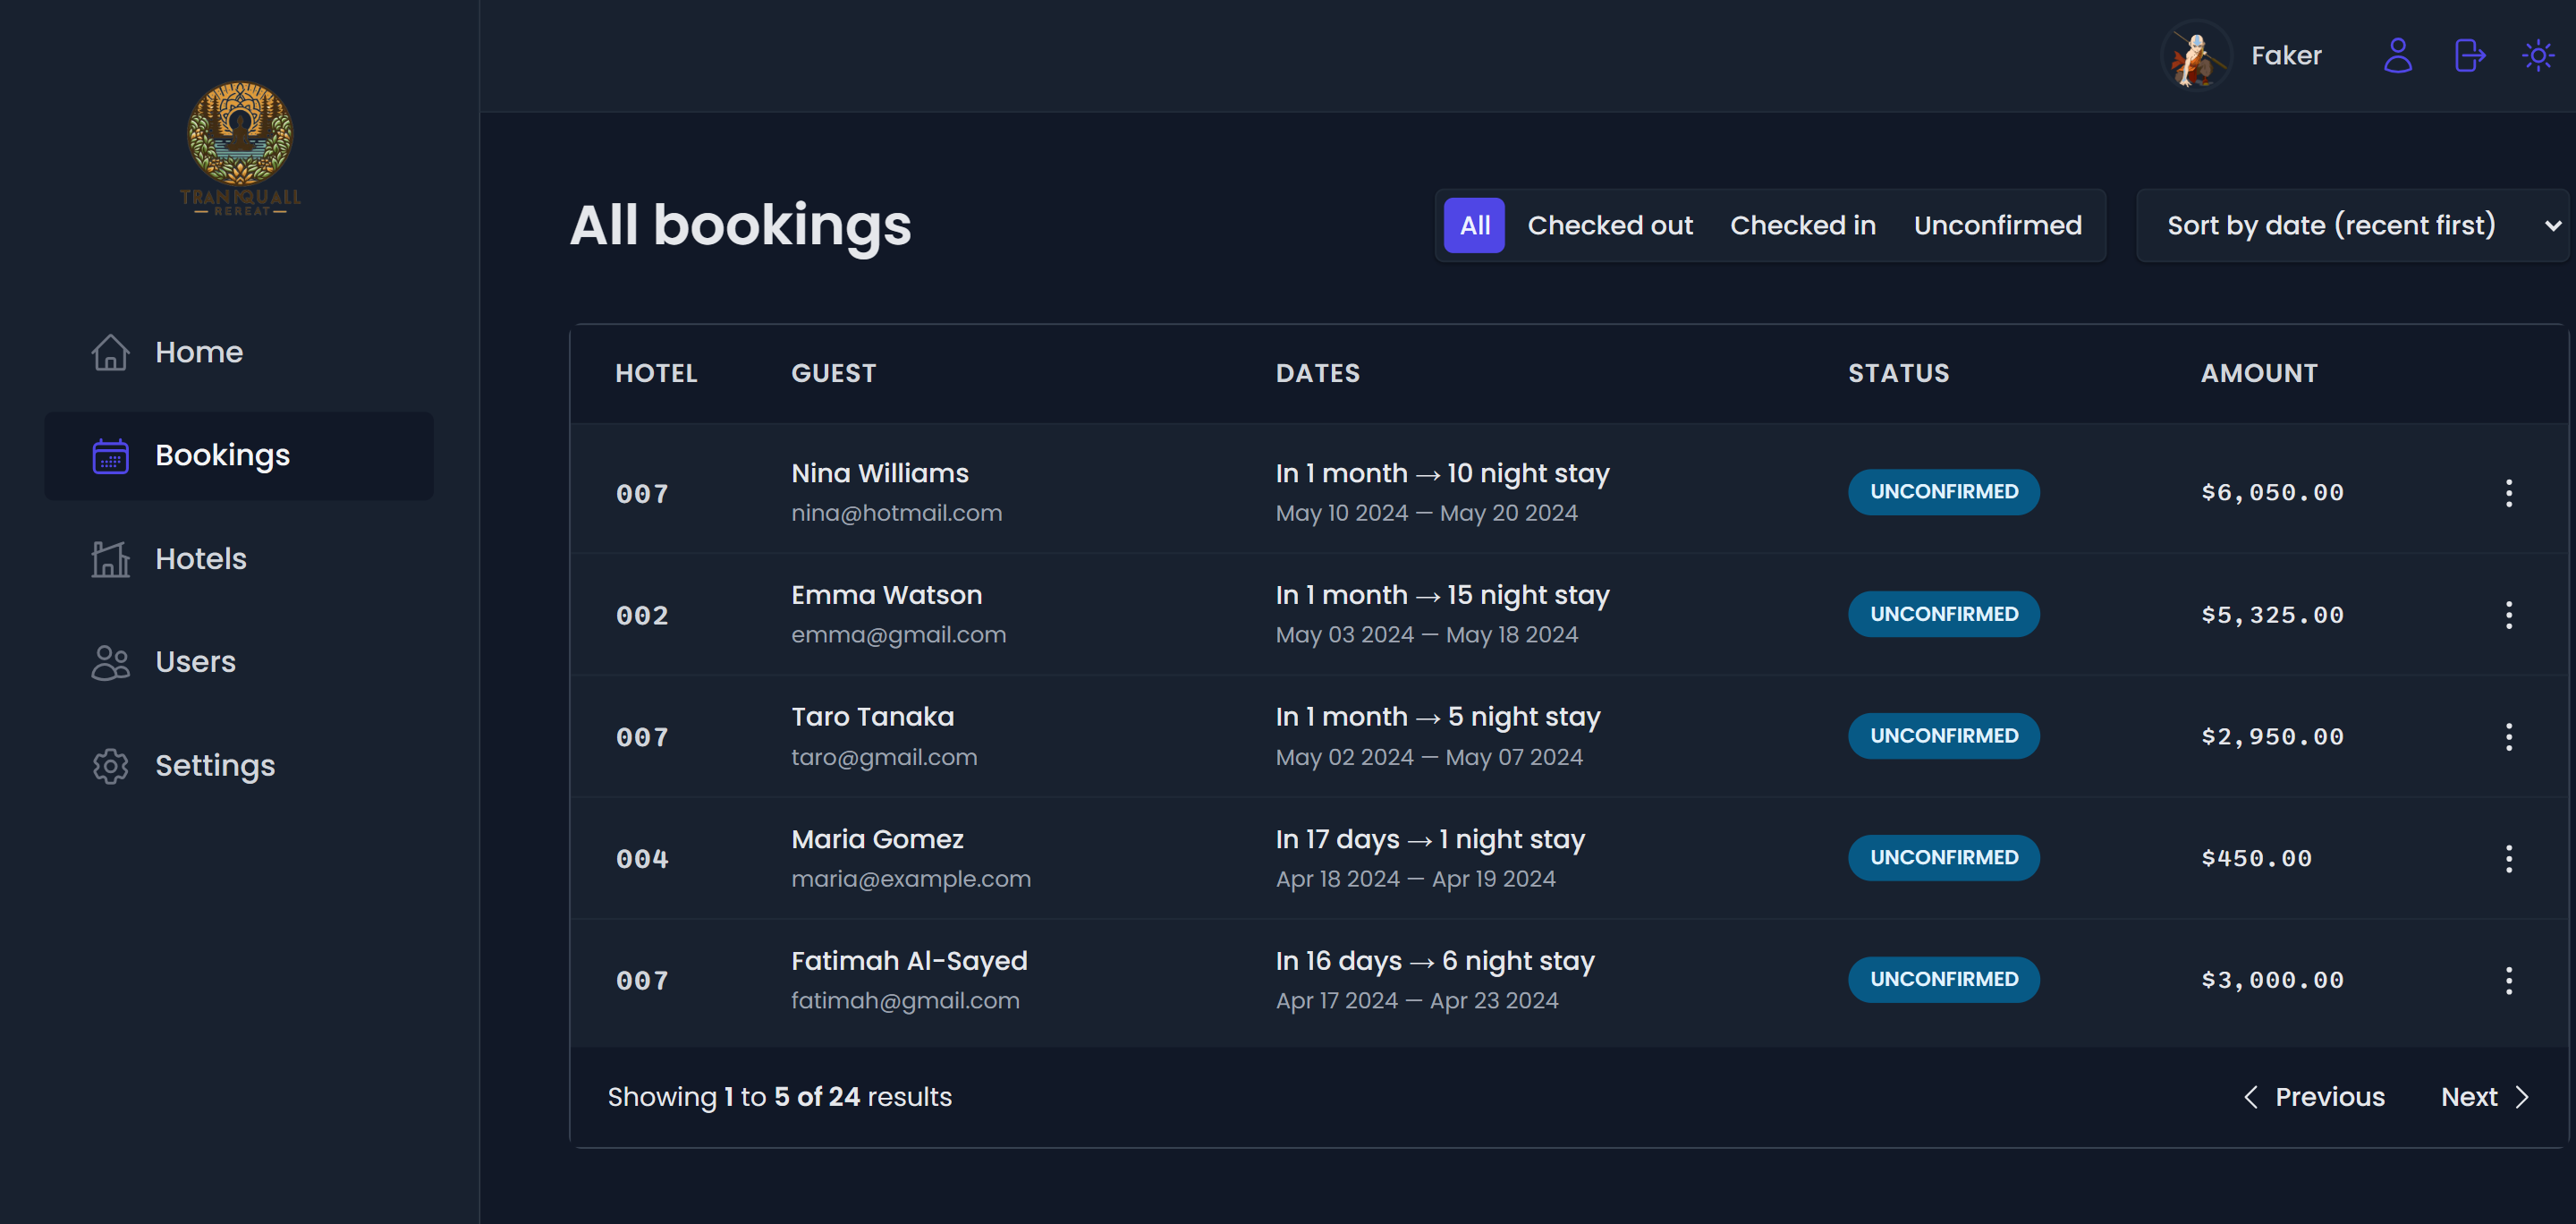 TRANIQUALL
REREAT
Faker
Home
Bookings
Hotels
Users
Settings
All bookings
All Checked out Checked in Unconfirmed
Sort by date (recent first)
HOTEL GUEST DATES STATUS AMOUNT
007 Nina Williams In 1 month → 10 night stay UNCONFIRMED $6,050.00
nina@hotmail.com May 10 2024 — May 20 2024
002 Emma Watson In 1 month → 15 night stay UNCONFIRMED $5,325.00
emma@gmail.com May 03 2024 — May 18 2024
007 Taro Tanaka In 1 month → 5 night stay UNCONFIRMED $2,950.00
taro@gmail.com May 02 2024 — May 07 2024
004 Maria Gomez In 17 days → 1 night stay UNCONFIRMED $450.00
maria@example.com Apr 18 2024 — Apr 19 2024
007 Fatimah Al-Sayed In 16 days → 6 night stay UNCONFIRMED $3,000.00
fatimah@gmail.com Apr 17 2024 — Apr 23 2024
Showing 1 to 5 of 24 results
Previous Next